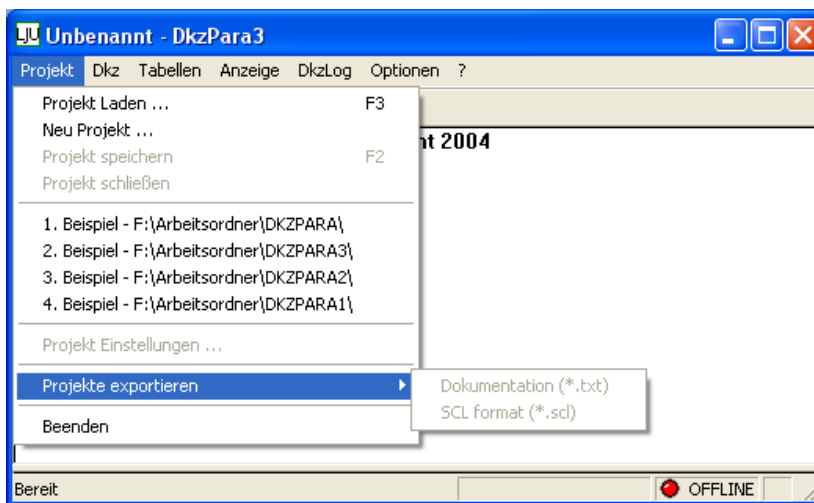 LJU Unbenannt - DkzPara3
Projekt Dkz Tabellen Anzeige DkzLog Optionen ?
Projekt Laden ... F3
Neu Projekt ...
nt 2004
Projekt speichern F2
Projekt schließen
1. Beispiel - F:\Arbeitsordner\DKZPARA\
2. Beispiel - F:\Arbeitsordner\DKZPARA3\
3. Beispiel - F:\Arbeitsordner\DKZPARA2\
4. Beispiel - F:\Arbeitsordner\DKZPARA1\
Projekt Einstellungen ...
Projekte exportieren
Dokumentation (*.txt)
SCL format (*.scl)
Beenden
Bereit OFFLINE